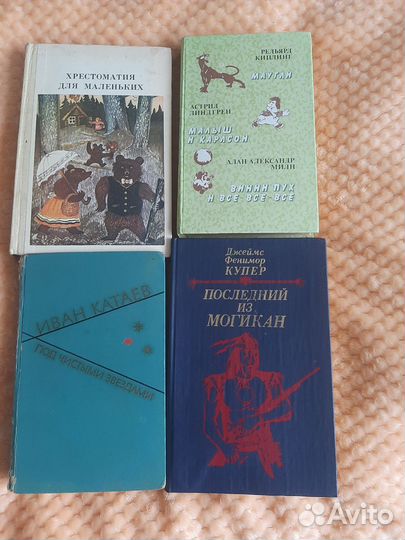 ХРЕСТОМАТИЯ
ДЛЯ МАЛЕНЬКИХ
РЕДЬЯРД
КИПЛИНГ
МАУГЛИ
АСТРИД
ЛИНДГРЕН
МАЛЫШ
И КАРЛСОН
АЛАН АЛЕКСАНДР
МИЛН
ВИННИ ПУХ
И ВСЕ-ВСЕ-ВСЕ
ИВАН КАТАЕВ
ПОД ЧИСТЫМИ ЗВЕЗДАМИ
Джеймс
Фенимор
КУПЕР
ПОСЛЕДНИЙ
ИЗ
МОГИКАН
Avito